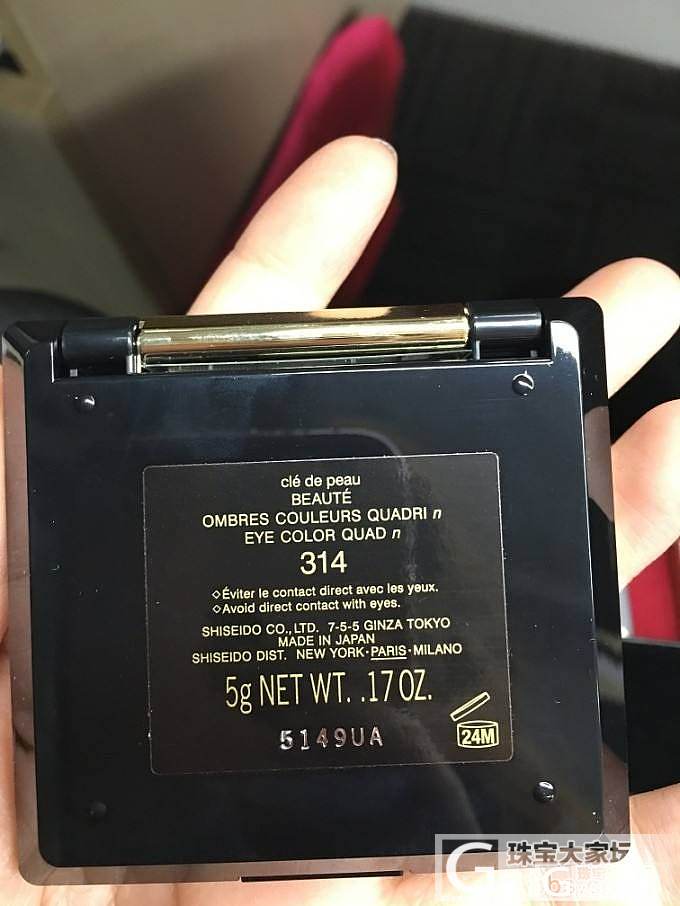 clé de peau
BEAUTÉ
OMBRES COULEURS QUADRI n
EYE COLOR QUAD n
314
◇Éviter le contact direct avec les yeux.
◇Avoid direct contact with eyes.
SHISEIDO CO., LTD. 7-5-5 GINZA TOKYO
MADE IN JAPAN
SHISEIDO DIST. NEW YORK·PARIS·MILANO
5g NET WT. .17 OZ.
5149UA
24M
珠宝大家坛